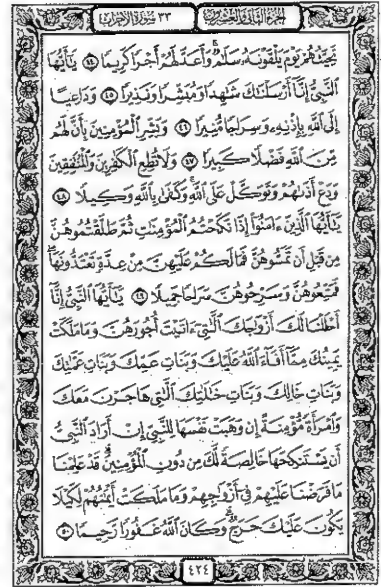 الجزء الثاني والعشرون ٣٣ سورة الأحزاب
تَحِيَّتُهُمْ يَوْمَ يَلْقَوْنَهُۥ سَلَٰمٌ وَأَعَدَّ لَهُمْ أَجْرًا كَرِيمًا ٤٤ يَٰٓأَيُّهَا
ٱلنَّبِىُّ إِنَّآ أَرْسَلْنَٰكَ شَٰهِدًا وَمُبَشِّرًا وَنَذِيرًا ٤٥ وَدَاعِيًا
إِلَى ٱللَّهِ بِإِذْنِهِۦ وَسِرَاجًا مُّنِيرًا ٤٦ وَبَشِّرِ ٱلْمُؤْمِنِينَ بِأَنَّ لَهُم
مِّنَ ٱللَّهِ فَضْلًا كَبِيرًا ٤٧ وَلَا تُطِعِ ٱلْكَٰفِرِينَ وَٱلْمُنَٰفِقِينَ
وَدَعْ أَذَىٰهُمْ وَتَوَكَّلْ عَلَى ٱللَّهِ وَكَفَىٰ بِٱللَّهِ وَكِيلًا ٤٨
يَٰٓأَيُّهَا ٱلَّذِينَ ءَامَنُوٓا۟ إِذَا نَكَحْتُمُ ٱلْمُؤْمِنَٰتِ ثُمَّ طَلَّقْتُمُوهُنَّ
مِن قَبْلِ أَن تَمَسُّوهُنَّ فَمَا لَكُمْ عَلَيْهِنَّ مِنْ عِدَّةٍ تَعْتَدُّونَهَا
فَمَتِّعُوهُنَّ وَسَرِّحُوهُنَّ سَرَاحًا جَمِيلًا ٤٩ يَٰٓأَيُّهَا ٱلنَّبِىُّ إِنَّآ
أَحْلَلْنَا لَكَ أَزْوَٰجَكَ ٱلَّٰتِىٓ ءَاتَيْتَ أُجُورَهُنَّ وَمَا مَلَكَتْ
يَمِينُكَ مِمَّآ أَفَآءَ ٱللَّهُ عَلَيْكَ وَبَنَاتِ عَمِّكَ وَبَنَاتِ عَمَّٰتِكَ
وَبَنَاتِ خَالِكَ وَبَنَاتِ خَٰلَٰتِكَ ٱلَّٰتِى هَاجَرْنَ مَعَكَ
وَٱمْرَأَةً مُّؤْمِنَةً إِن وَهَبَتْ نَفْسَهَا لِلنَّبِىِّ إِنْ أَرَادَ ٱلنَّبِىُّ
أَن يَسْتَنكِحَهَا خَالِصَةً لَّكَ مِن دُونِ ٱلْمُؤْمِنِينَ قَدْ عَلِمْنَا
مَا فَرَضْنَا عَلَيْهِمْ فِىٓ أَزْوَٰجِهِمْ وَمَا مَلَكَتْ أَيْمَٰنُهُمْ لِكَيْلَا
يَكُونَ عَلَيْكَ حَرَجٌ وَكَانَ ٱللَّهُ غَفُورًا رَّحِيمًا ٥٠
٤٢٤